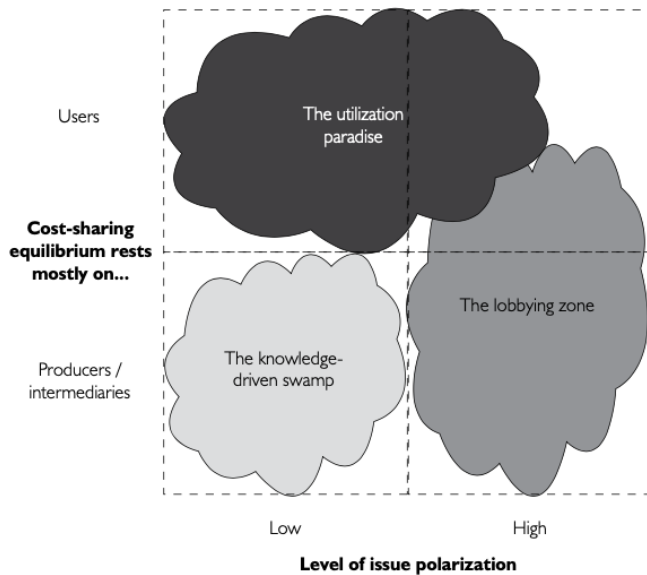 Users
The utilization
paradise
Cost-sharing
equilibrium rests
mostly on...
The lobbying zone
Producers /
intermediaries
The knowledge-
driven swamp
Low
High
Level of issue polarization